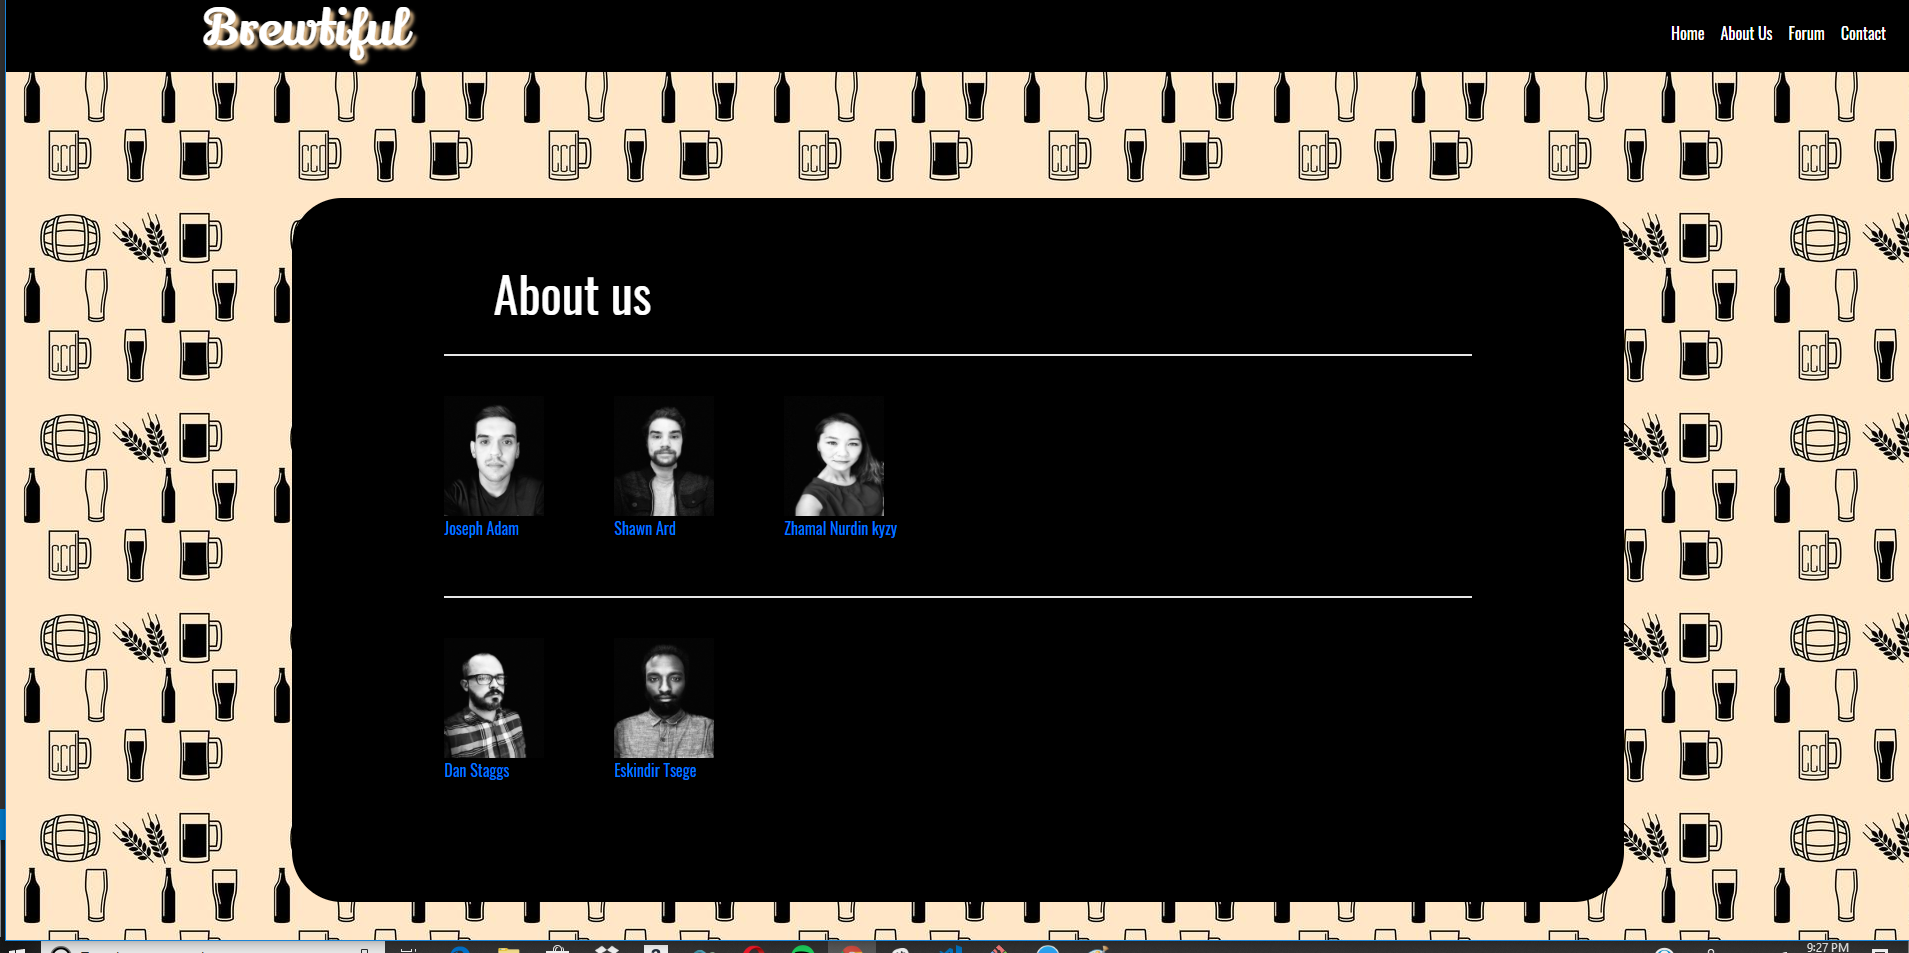 Brewtiful
Home About Us Forum Contact
About us
Joseph Adam Shawn Ard Zhamal Nurdin kyzy
Dan Staggs Eskindir Tsege
9:27 PM